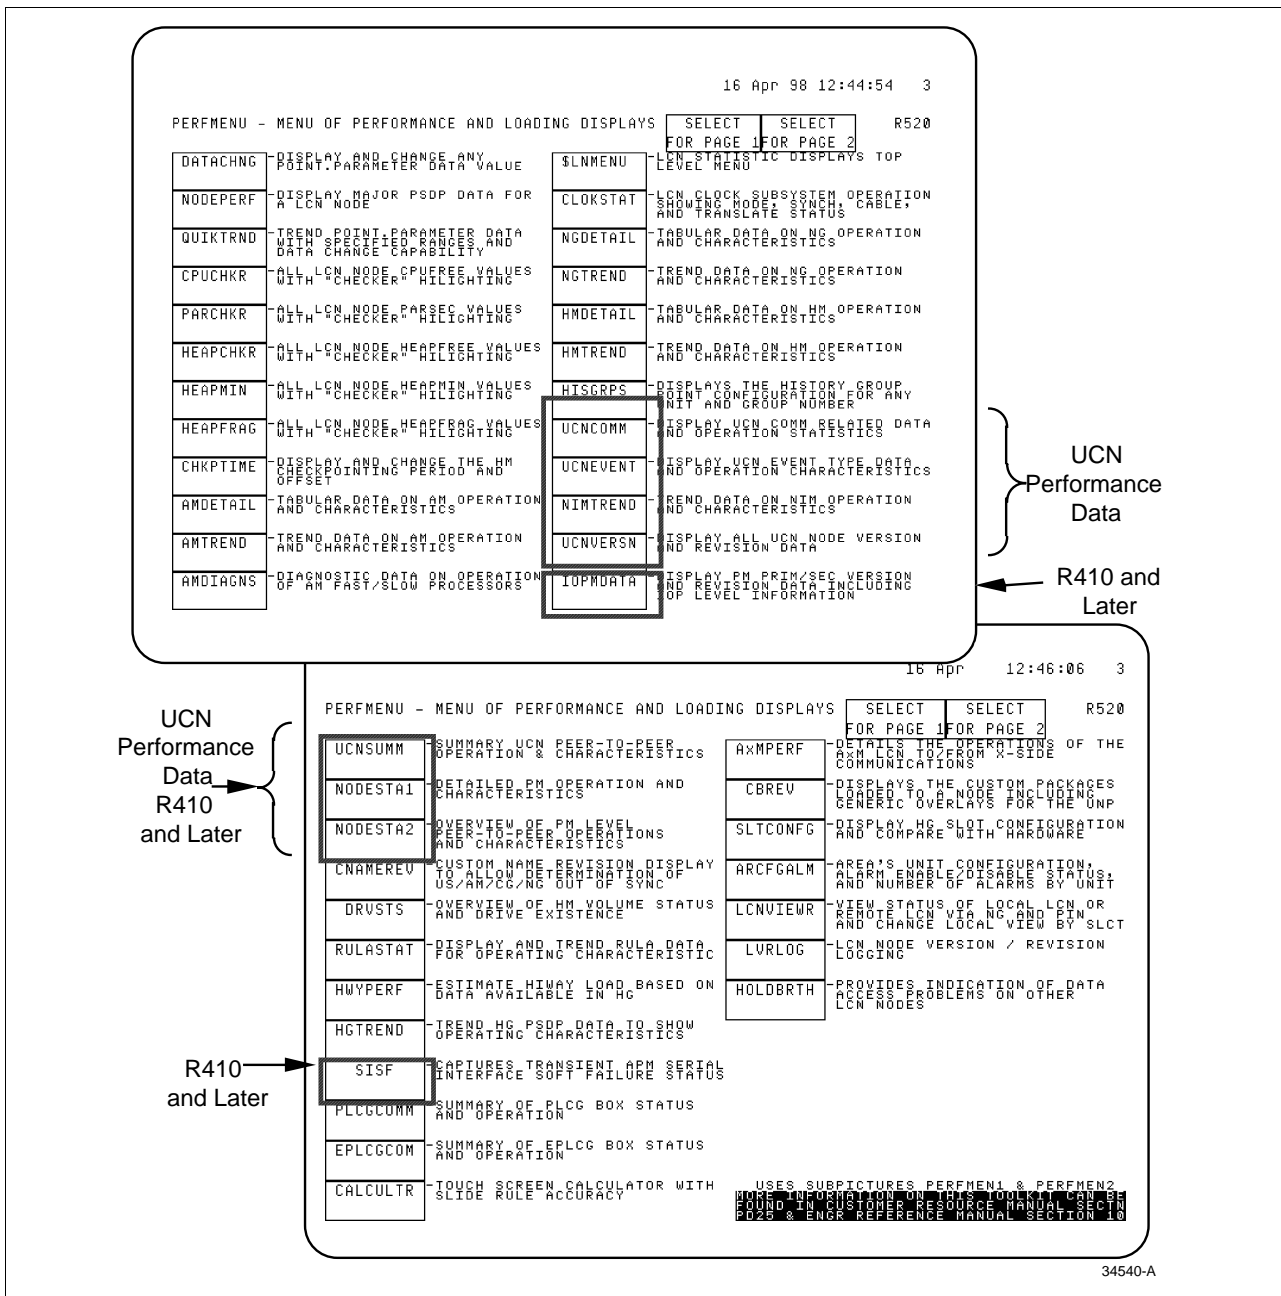 16 Apr 98 12:44:54 3
PERFMENU - MENU OF PERFORMANCE AND LOADING DISPLAYS
SELECT FOR PAGE 1
SELECT FOR PAGE 2
R520
DATACHNG
-DISPLAY AND CHANGE ANY
POINT.PARAMETER DATA VALUE
NODEPERF
-DISPLAY MAJOR PSDP DATA FOR
A LCN NODE
QUIKTRND
-TREND POINT.PARAMETER DATA
WITH SPECIFIED RANGES AND
DATA CHANGE CAPABILITY
CPUCHKR
-ALL LCN NODE CPUFREE VALUES
WITH "CHECKER" HILIGHTING
PARCHKR
-ALL LCN NODE PARSEC VALUES
WITH "CHECKER" HILIGHTING
HEAPCHKR
-ALL LCN NODE HEAPFREE VALUES
WITH "CHECKER" HILIGHTING
HEAPMIN
-ALL LCN NODE HEAPMIN VALUES
WITH "CHECKER" HILIGHTING
HEAPFRAG
-ALL LCN NODE HEAPFRAG VALUES
WITH "CHECKER" HILIGHTING
CHKPTIME
-DISPLAY AND CHANGE THE HM
CHECKPOINTING PERIOD AND
OFFSET
AMDETAIL
-TABULAR DATA ON AM OPERATION
AND CHARACTERISTICS
AMTREND
-TREND DATA ON AM OPERATION
AND CHARACTERISTICS
AMDIAGNS
-DIAGNOSTIC DATA ON OPERATION
OF AM FAST/SLOW PROCESSORS
$LNMENU
-LCN STATISTIC DISPLAYS TOP
LEVEL MENU
CLOKSTAT
-LCN CLOCK SUBSYSTEM OPERATION
SHOWING MODE, SYNCH, CABLE,
AND TRANSLATE STATUS
NGDETAIL
-TABULAR DATA ON NG OPERATION
AND CHARACTERISTICS
NGTREND
-TREND DATA ON NG OPERATION
AND CHARACTERISTICS
HMDETAIL
-TABULAR DATA ON HM OPERATION
AND CHARACTERISTICS
HMTREND
-TREND DATA ON HM OPERATION
AND CHARACTERISTICS
HISGRPS
-DISPLAYS THE HISTORY GROUP
POINT CONFIGURATION FOR ANY
UNIT AND GROUP NUMBER
UCNCOMM
-DISPLAY UCN COMM RELATED DATA
AND OPERATION STATISTICS
UCNEVENT
-DISPLAY UCN EVENT TYPE DATA
AND OPERATION CHARACTERISTICS
NIMTREND
-TREND DATA ON NIM OPERATION
AND CHARACTERISTICS
UCNVERSN
-DISPLAY ALL UCN NODE VERSION
AND REVISION DATA
IOPMDATA
-DISPLAY PM PRIM/SEC VERSION
AND REVISION DATA INCLUDING
IOP LEVEL INFORMATION
UCN
Performance
Data
R410 and
Later
16 Apr 12:46:06 3
PERFMENU - MENU OF PERFORMANCE AND LOADING DISPLAYS
SELECT FOR PAGE 1
SELECT FOR PAGE 2
R520
UCN
Performance
Data
R410
and Later
UCNSUMM
-SUMMARY UCN PEER-TO-PEER
OPERATION & CHARACTERISTICS
NODESTA1
-DETAILED PM OPERATION AND
CHARACTERISTICS
NODESTA2
-OVERVIEW OF PM LEVEL
PEER-TO-PEER OPERATIONS
AND CHARACTERISTICS
CNAMEREV
-CUSTOM NAME REVISION DISPLAY
TO ALLOW DETERMINATION OF
US/AM/CG/NG OUT OF SYNC
DRVSTS
-OVERVIEW OF HM VOLUME STATUS
AND DRIVE EXISTENCE
RULASTAT
-DISPLAY AND TREND RULA DATA
FOR OPERATING CHARACTERISTIC
HWYPERF
-ESTIMATE HIWAY LOAD BASED ON
DATA AVAILABLE IN HG
HGTREND
-TREND HG PSDP DATA TO SHOW
OPERATING CHARACTERISTICS
R410
and Later
SISF
-CAPTURES TRANSIENT APM SERIAL
INTERFACE SOFT FAILURE STATUS
PLCGCOMM
-SUMMARY OF PLCG BOX STATUS
AND OPERATION
EPLCGCOM
-SUMMARY OF EPLCG BOX STATUS
AND OPERATION
CALCULTR
-TOUCH SCREEN CALCULATOR WITH
SLIDE RULE ACCURACY
AxMPERF
-DETAILS THE OPERATIONS OF THE
AxM LCN TO/FROM X-SIDE
COMMUNICATIONS
CBREV
-DISPLAYS THE CUSTOM PACKAGES
LOADED TO A NODE INCLUDING
GENERIC OVERLAYS FOR THE UNP
SLTCONFG
-DISPLAY HG SLOT CONFIGURATION
AND COMPARE WITH HARDWARE
ARCFGALM
-AREA'S UNIT CONFIGURATION,
ALARM ENABLE/DISABLE STATUS,
AND NUMBER OF ALARMS BY UNIT
LCNVIEWR
-VIEW STATUS OF LOCAL LCN OR
REMOTE LCN VIA NG AND PIN
AND CHANGE LOCAL VIEW BY SLCT
LVRLOG
-LCN NODE VERSION / REVISION
LOGGING
HOLDBRTH
-PROVIDES INDICATION OF DATA
ACCESS PROBLEMS ON OTHER
LCN NODES
USES SUBPICTURES PERFMEN1 & PERFMEN2
MORE INFORMATION ON THIS TOOLKIT CAN BE
FOUND IN CUSTOMER RESOURCE MANUAL SECTN
PD25 & ENGR REFERENCE MANUAL SECTION 10
34540-A